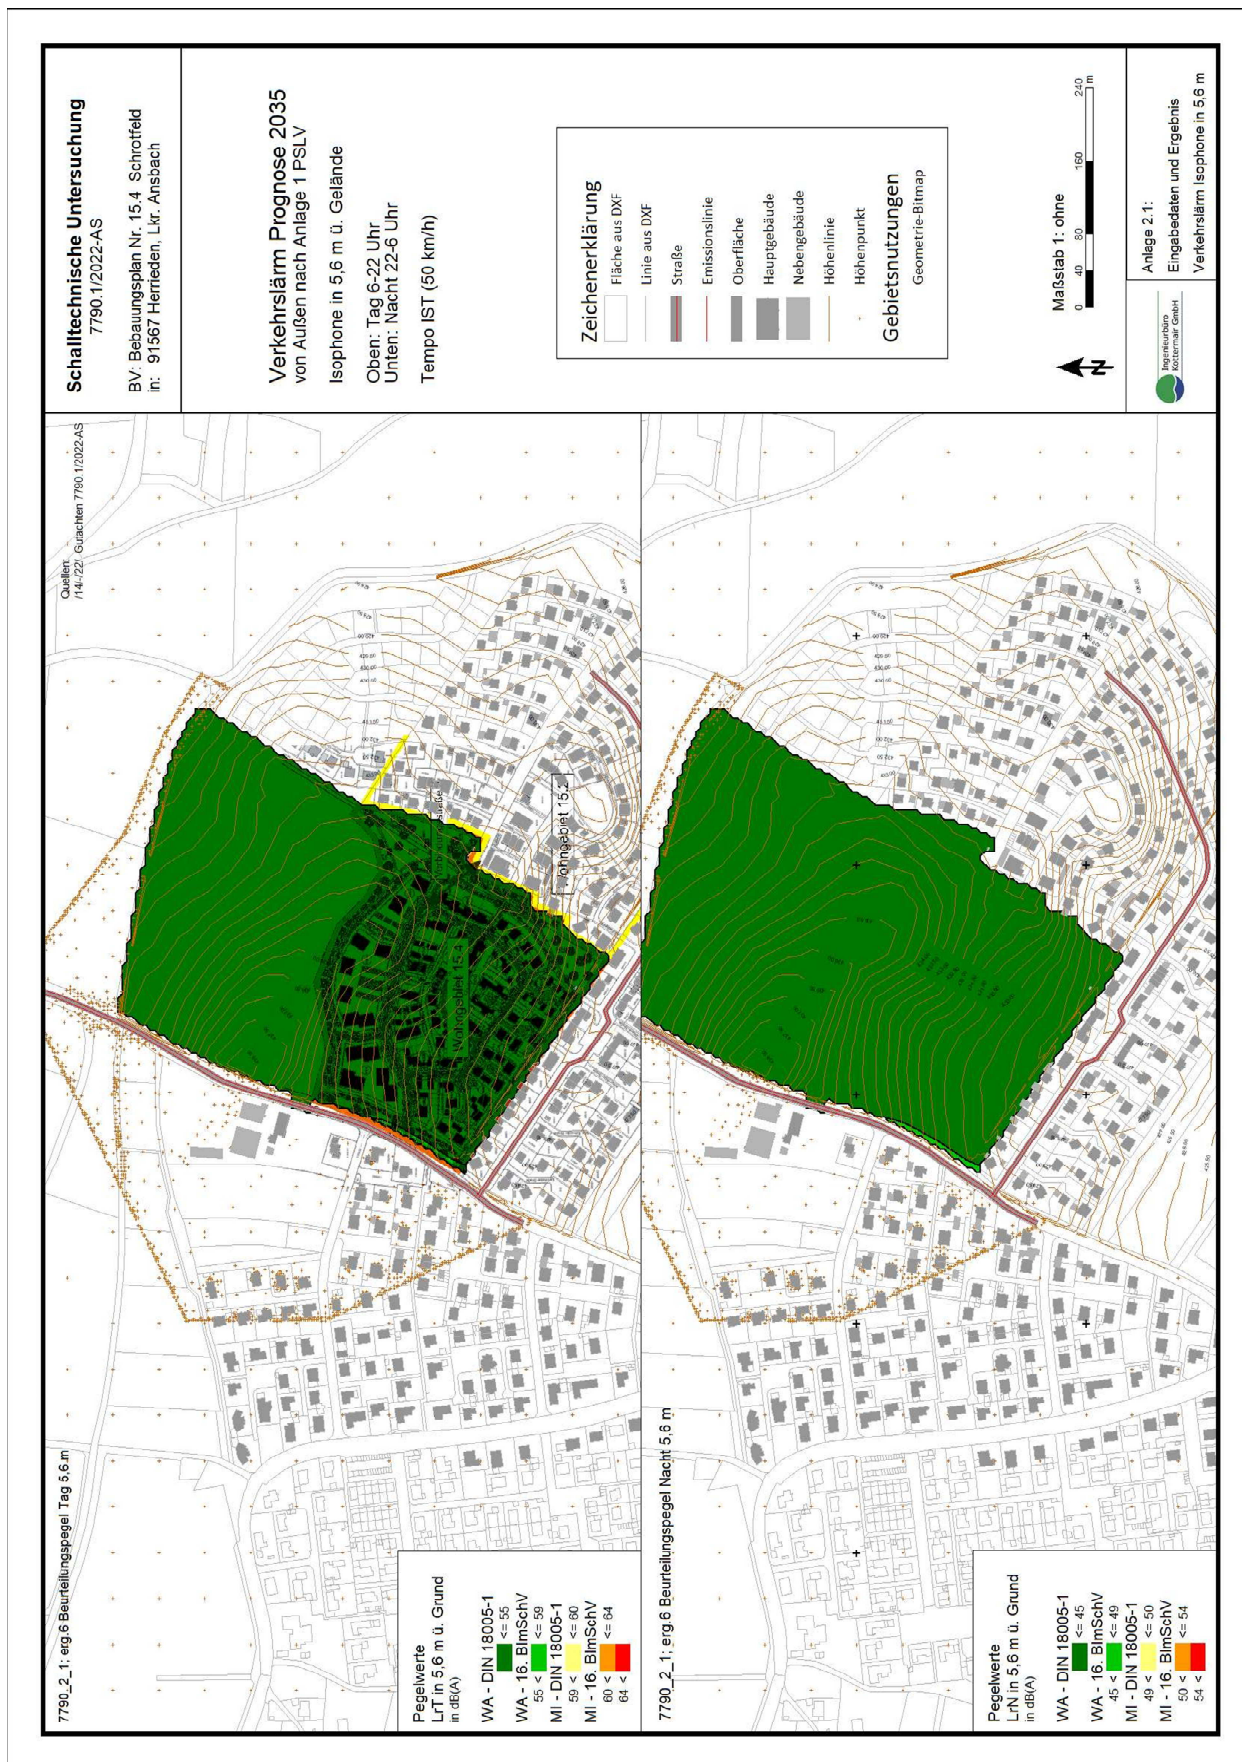 Schalltechnische Untersuchung
7790.1/2022-AS
BV: Bebauungsplan Nr. 15.4 Schrotfeld
in: 91567 Herrieden, Lkr. Ansbach
Verkehrslärm Prognose 2035
von Außen nach Anlage 1 PSLV
Isophone in 5,6 m ü. Gelände
Oben: Tag 6-22 Uhr
Unten: Nacht 22-6 Uhr
Tempo IST (50 km/h)
Zeichenerklärung
Fläche aus DXF
Linie aus DXF
Straße
Emissionslinie
Oberfläche
Hauptgebäude
Nebengebäude
Höhenlinie
Höhenpunkt
Gebietsnutzungen
Geometrie-Bitmap
Maßstab 1: ohne
0 40 80 160 240
m
N
Ingenieurbüro
Kottermair GmbH
Anlage 2.1:
Eingabedaten und Ergebnis
Verkehrslärm Isophone in 5,6 m
7790_2_1; erg.6 Beurteilungspegel Tag 5,6 m
Quellen:
/14/-/22/ Gutachten 7790.1/2022-AS
Wohngebiet 15.4
Wohngebiet 15.2
Pegelwerte
LrT in 5,6 m ü. Grund
in dB(A)
WA - DIN 18005-1
<= 55
WA - 16. BImSchV
55 < <= 59
MI - DIN 18005-1
59 < <= 60
MI - 16. BImSchV
60 < <= 64
64 <
7790_2_1; erg.6 Beurteilungspegel Nacht 5,6 m
Pegelwerte
LrN in 5,6 m ü. Grund
in dB(A)
WA - DIN 18005-1
<= 45
WA - 16. BImSchV
45 < <= 49
MI - DIN 18005-1
49 < <= 50
MI - 16. BImSchV
50 < <= 54
54 <